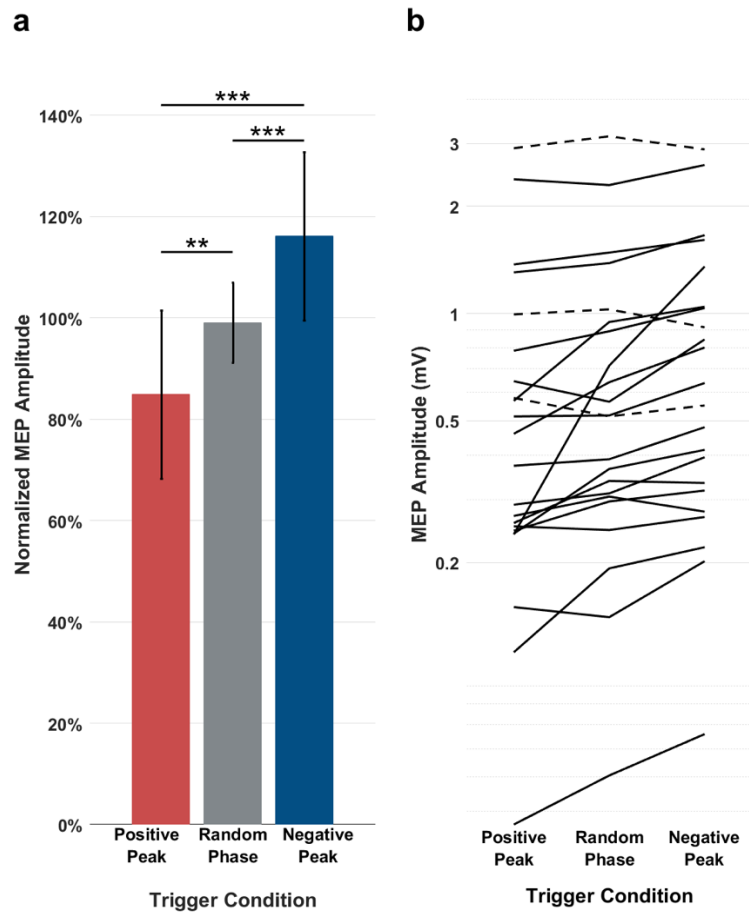 a
140%
120%
100%
80%
60%
40%
20%
0%
Normalized MEP Amplitude
***
***
**
Positive
Peak
Random
Phase
Negative
Peak
Trigger Condition
b
3
2
1
0.5
0.2
MEP Amplitude (mV)
Positive
Peak
Random
Phase
Negative
Peak
Trigger Condition